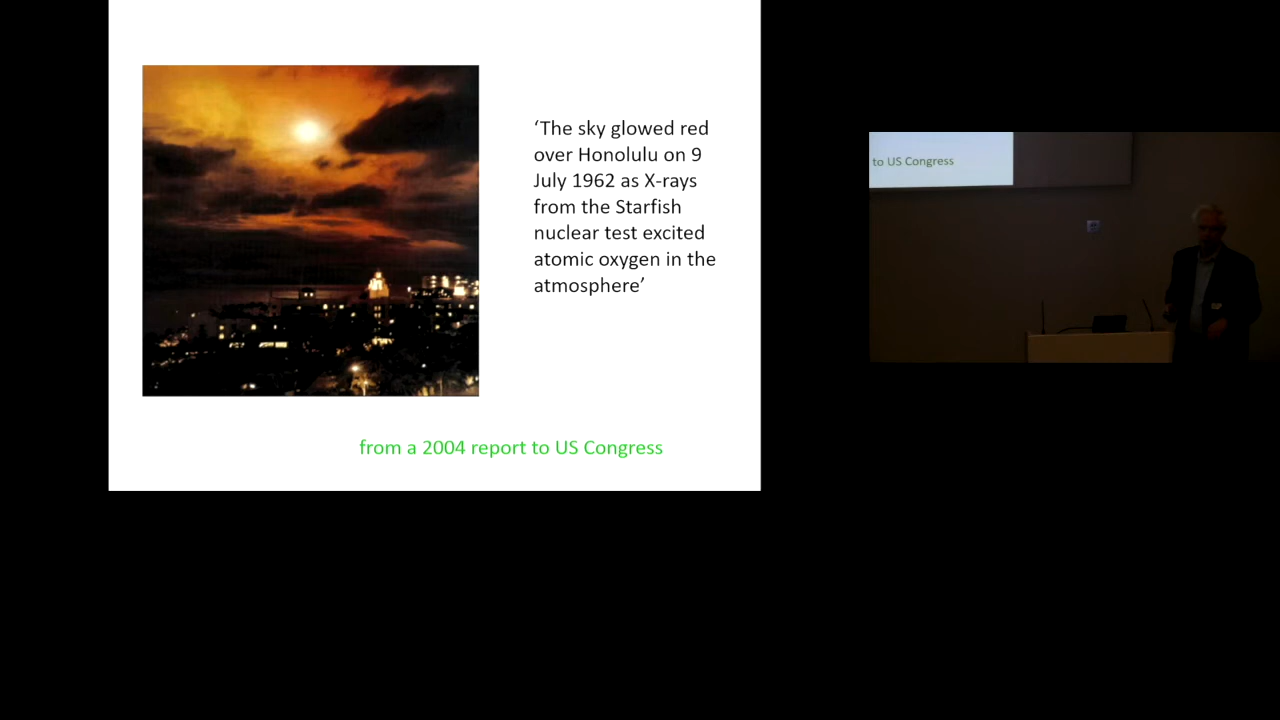 ‘The sky glowed red
over Honolulu on 9
July 1962 as X-rays
from the Starfish
nuclear test excited
atomic oxygen in the
atmosphere’
from a 2004 report to US Congress
to US Congress